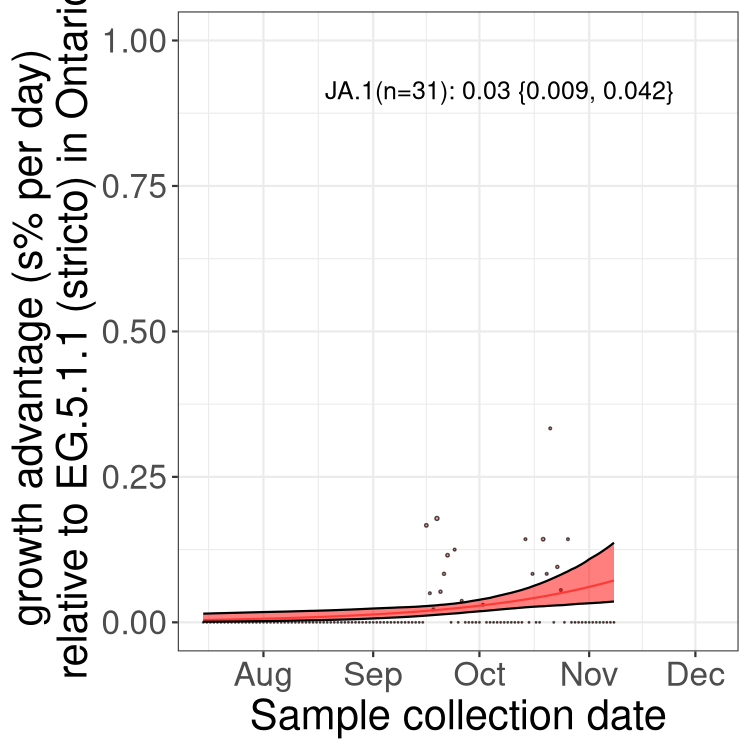 growth advantage (s% per day)
relative to EG.5.1.1 (stricto) in Ontario
1.00
0.75
0.50
0.25
0.00
JA.1(n=31): 0.03 {0.009, 0.042}
Aug Sep Oct Nov Dec
Sample collection date